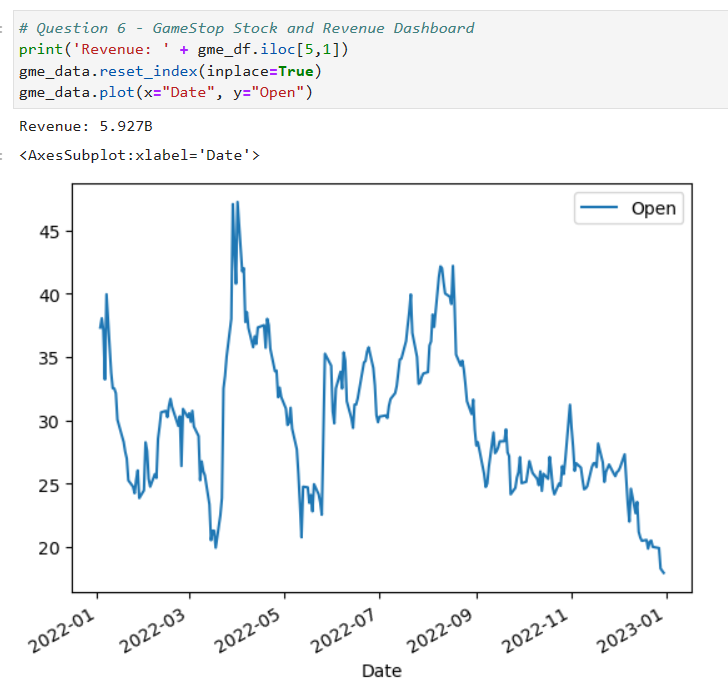 # Question 6 - GameStop Stock and Revenue Dashboard
print('Revenue: ' + gme_df.iloc[5,1])
gme_data.reset_index(inplace=True)
gme_data.plot(x="Date", y="Open")
Revenue: 5.927B
<AxesSubplot:xlabel='Date'>
Open
45
40
35
30
25
20
2022-01
2022-03
2022-05
2022-07
2022-09
2022-11
2023-01
Date